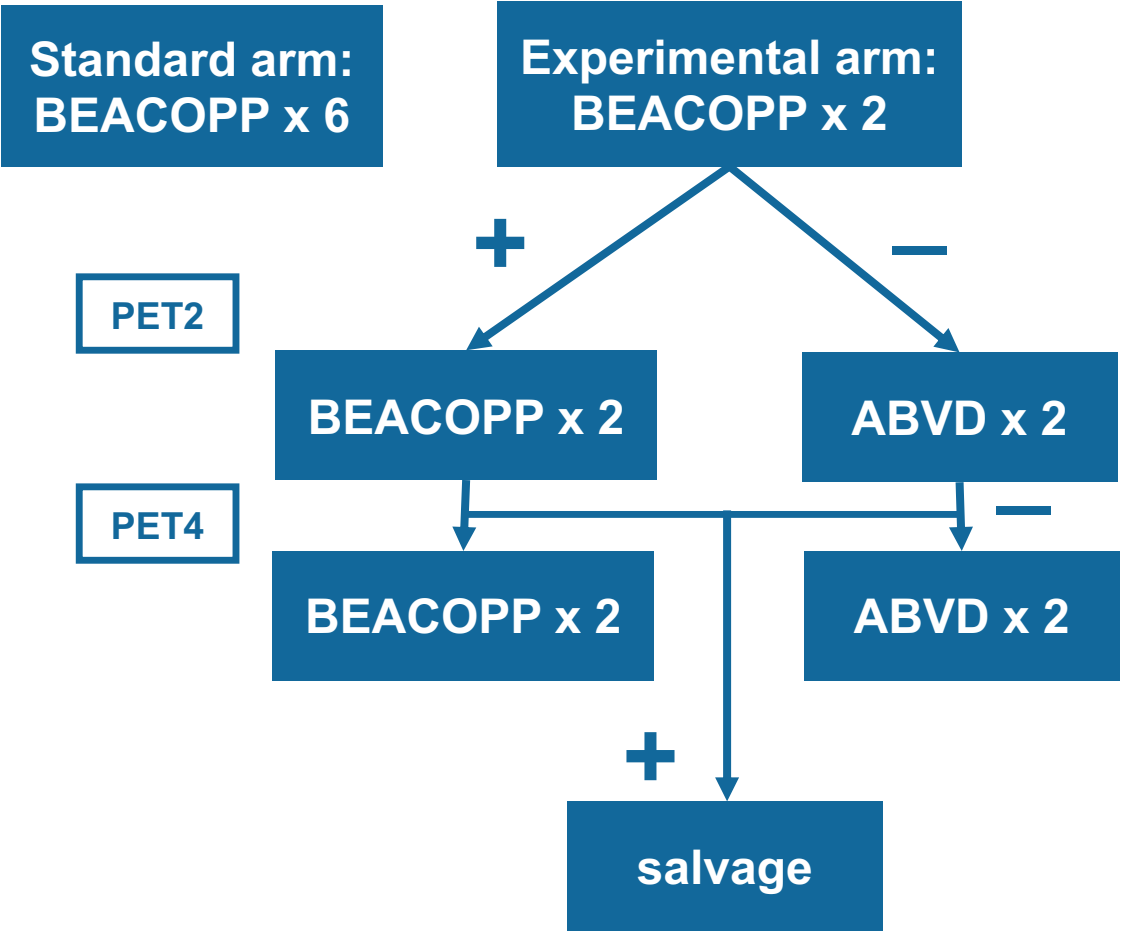 Standard arm:
BEACOPP x 6
Experimental arm:
BEACOPP x 2
+
–
PET2
BEACOPP x 2
ABVD x 2
PET4
–
BEACOPP x 2
ABVD x 2
+
salvage